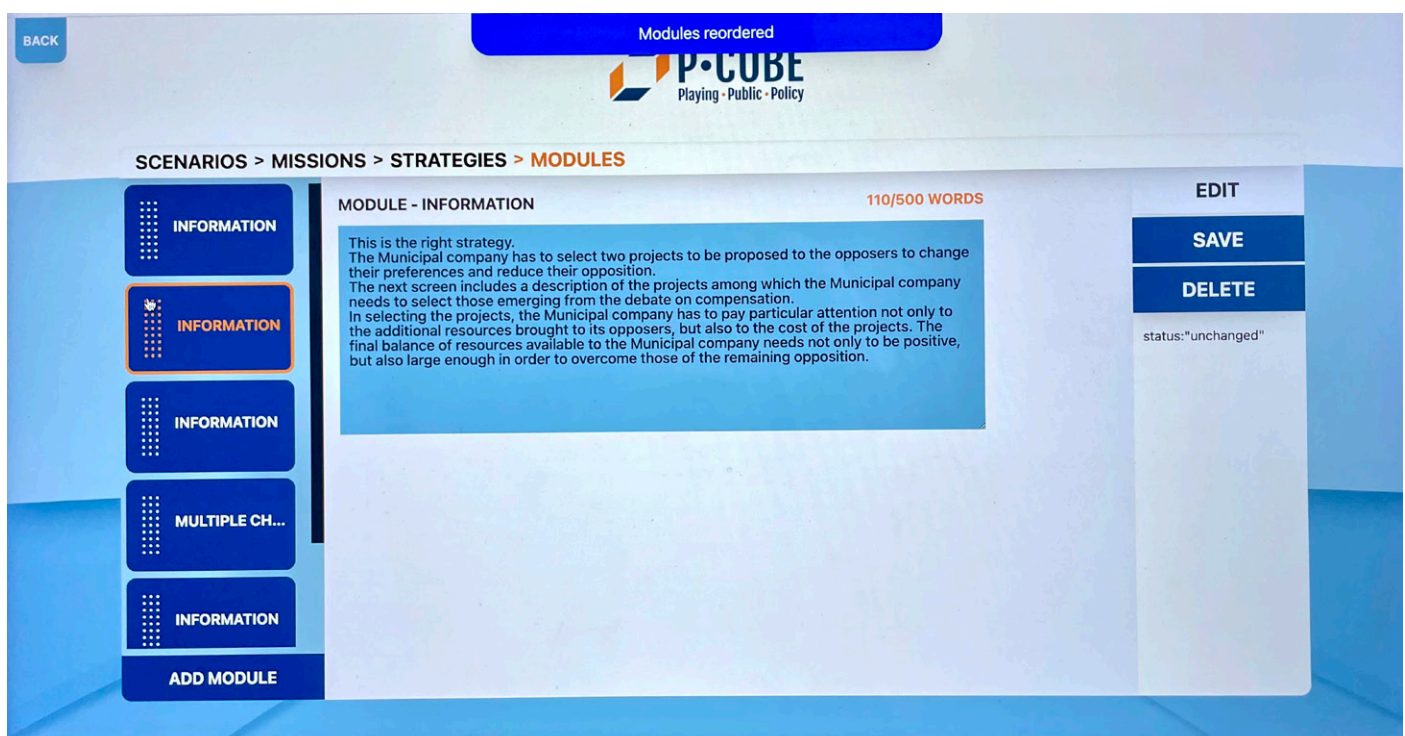 BACK
Modules reordered
P•CUBE
Playing - Public - Policy
SCENARIOS > MISSIONS > STRATEGIES > MODULES
INFORMATION
INFORMATION
INFORMATION
MULTIPLE CH...
INFORMATION
ADD MODULE
MODULE - INFORMATION
110/500 WORDS
This is the right strategy.
The Municipal company has to select two projects to be proposed to the opposers to change
their preferences and reduce their opposition.
The next screen includes a description of the projects among which the Municipal company
needs to select those emerging from the debate on compensation.
In selecting the projects, the Municipal company has to pay particular attention not only to
the additional resources brought to its opposers, but also to the cost of the projects. The
final balance of resources available to the Municipal company needs not only to be positive,
but also large enough in order to overcome those of the remaining opposition.
EDIT
SAVE
DELETE
status:"unchanged"